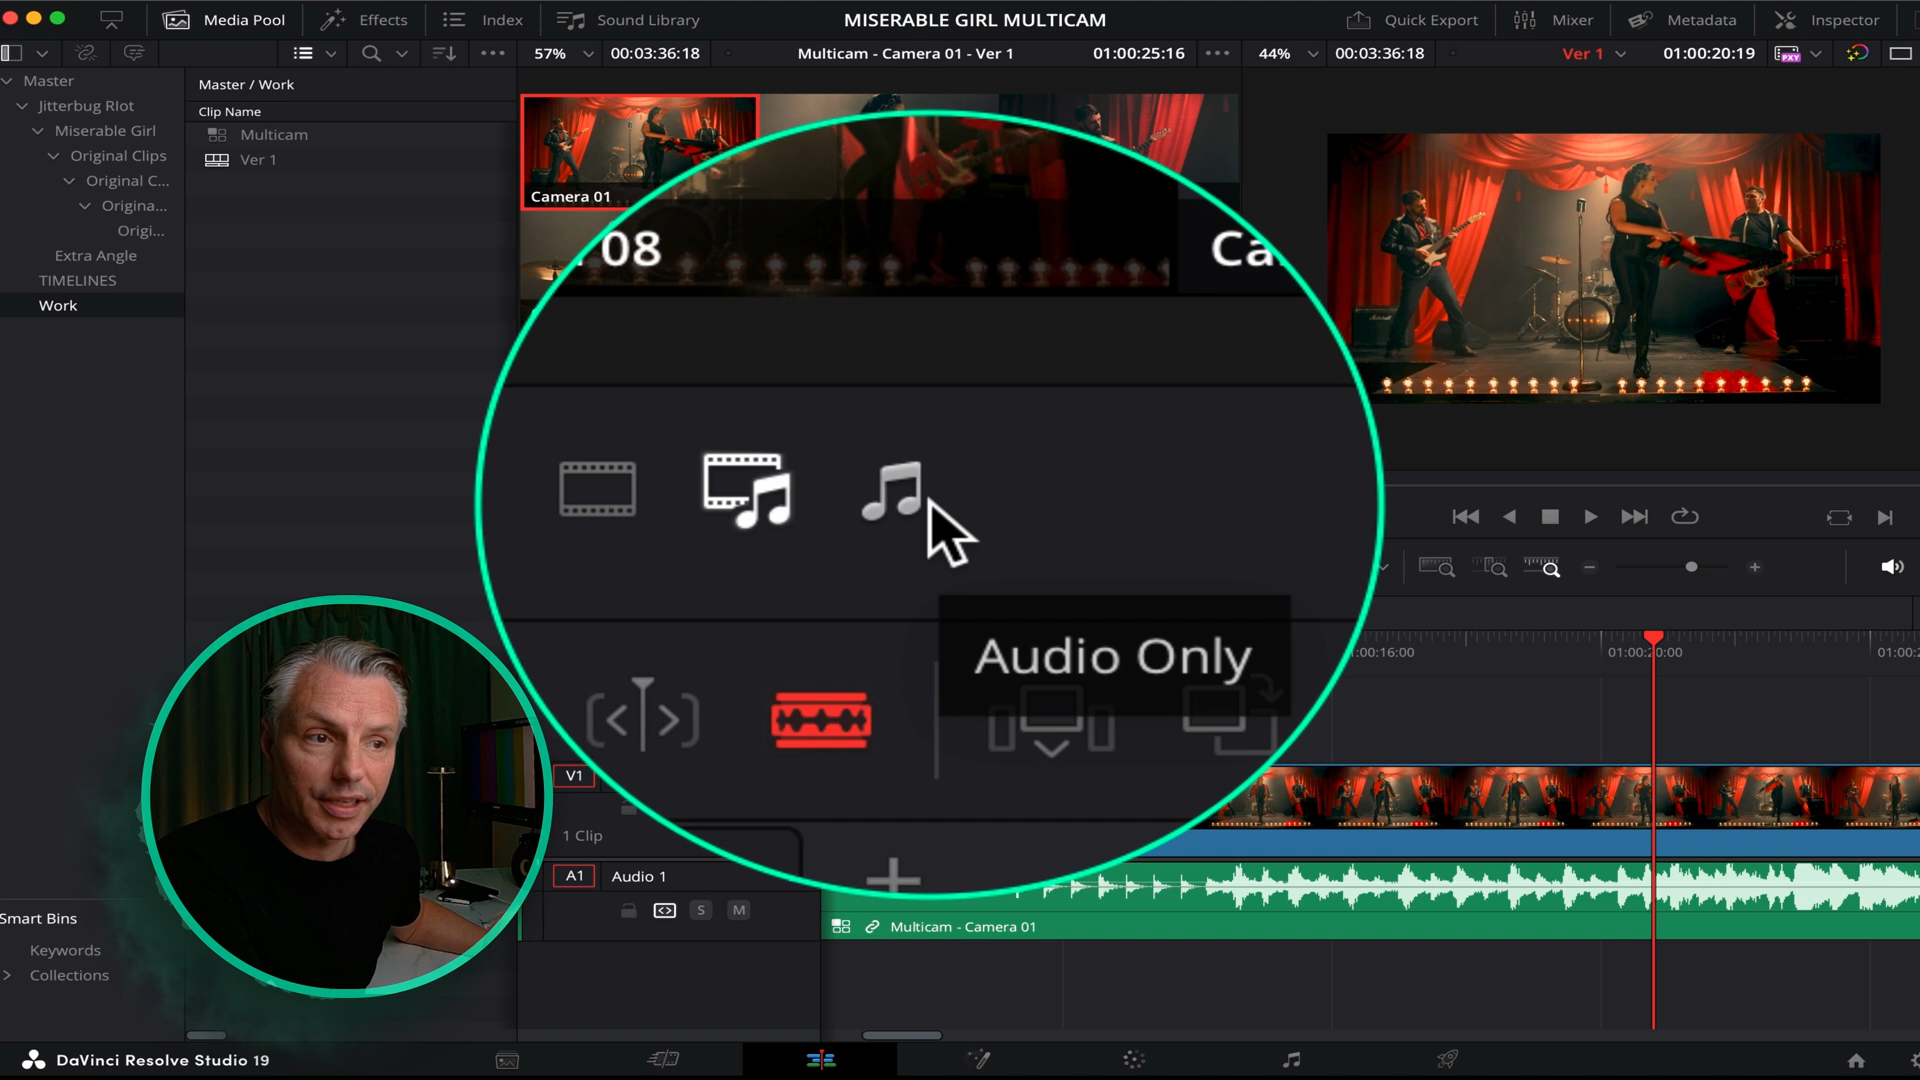 Media Pool
Effects
Index
Sound Library
MISERABLE GIRL MULTICAM
Quick Export
Mixer
Metadata
Inspector
57%
00:03:36:18
Multicam - Camera 01 - Ver 1
01:00:25:16
44%
00:03:36:18
Ver 1
01:00:20:19
PXY
Master
Jitterbug RIot
Miserable Girl
Original Clips
Original C...
Origina...
Origi...
Extra Angle
TIMELINES
Work
Master / Work
Clip Name
Multicam
Ver 1
Camera 01
08
Ca
Audio Only
:00:16:00
01:00:20:00
01:00:2
V1
1 Clip
A1
Audio 1
S
M
Multicam - Camera 01
Smart Bins
Keywords
Collections
DaVinci Resolve Studio 19